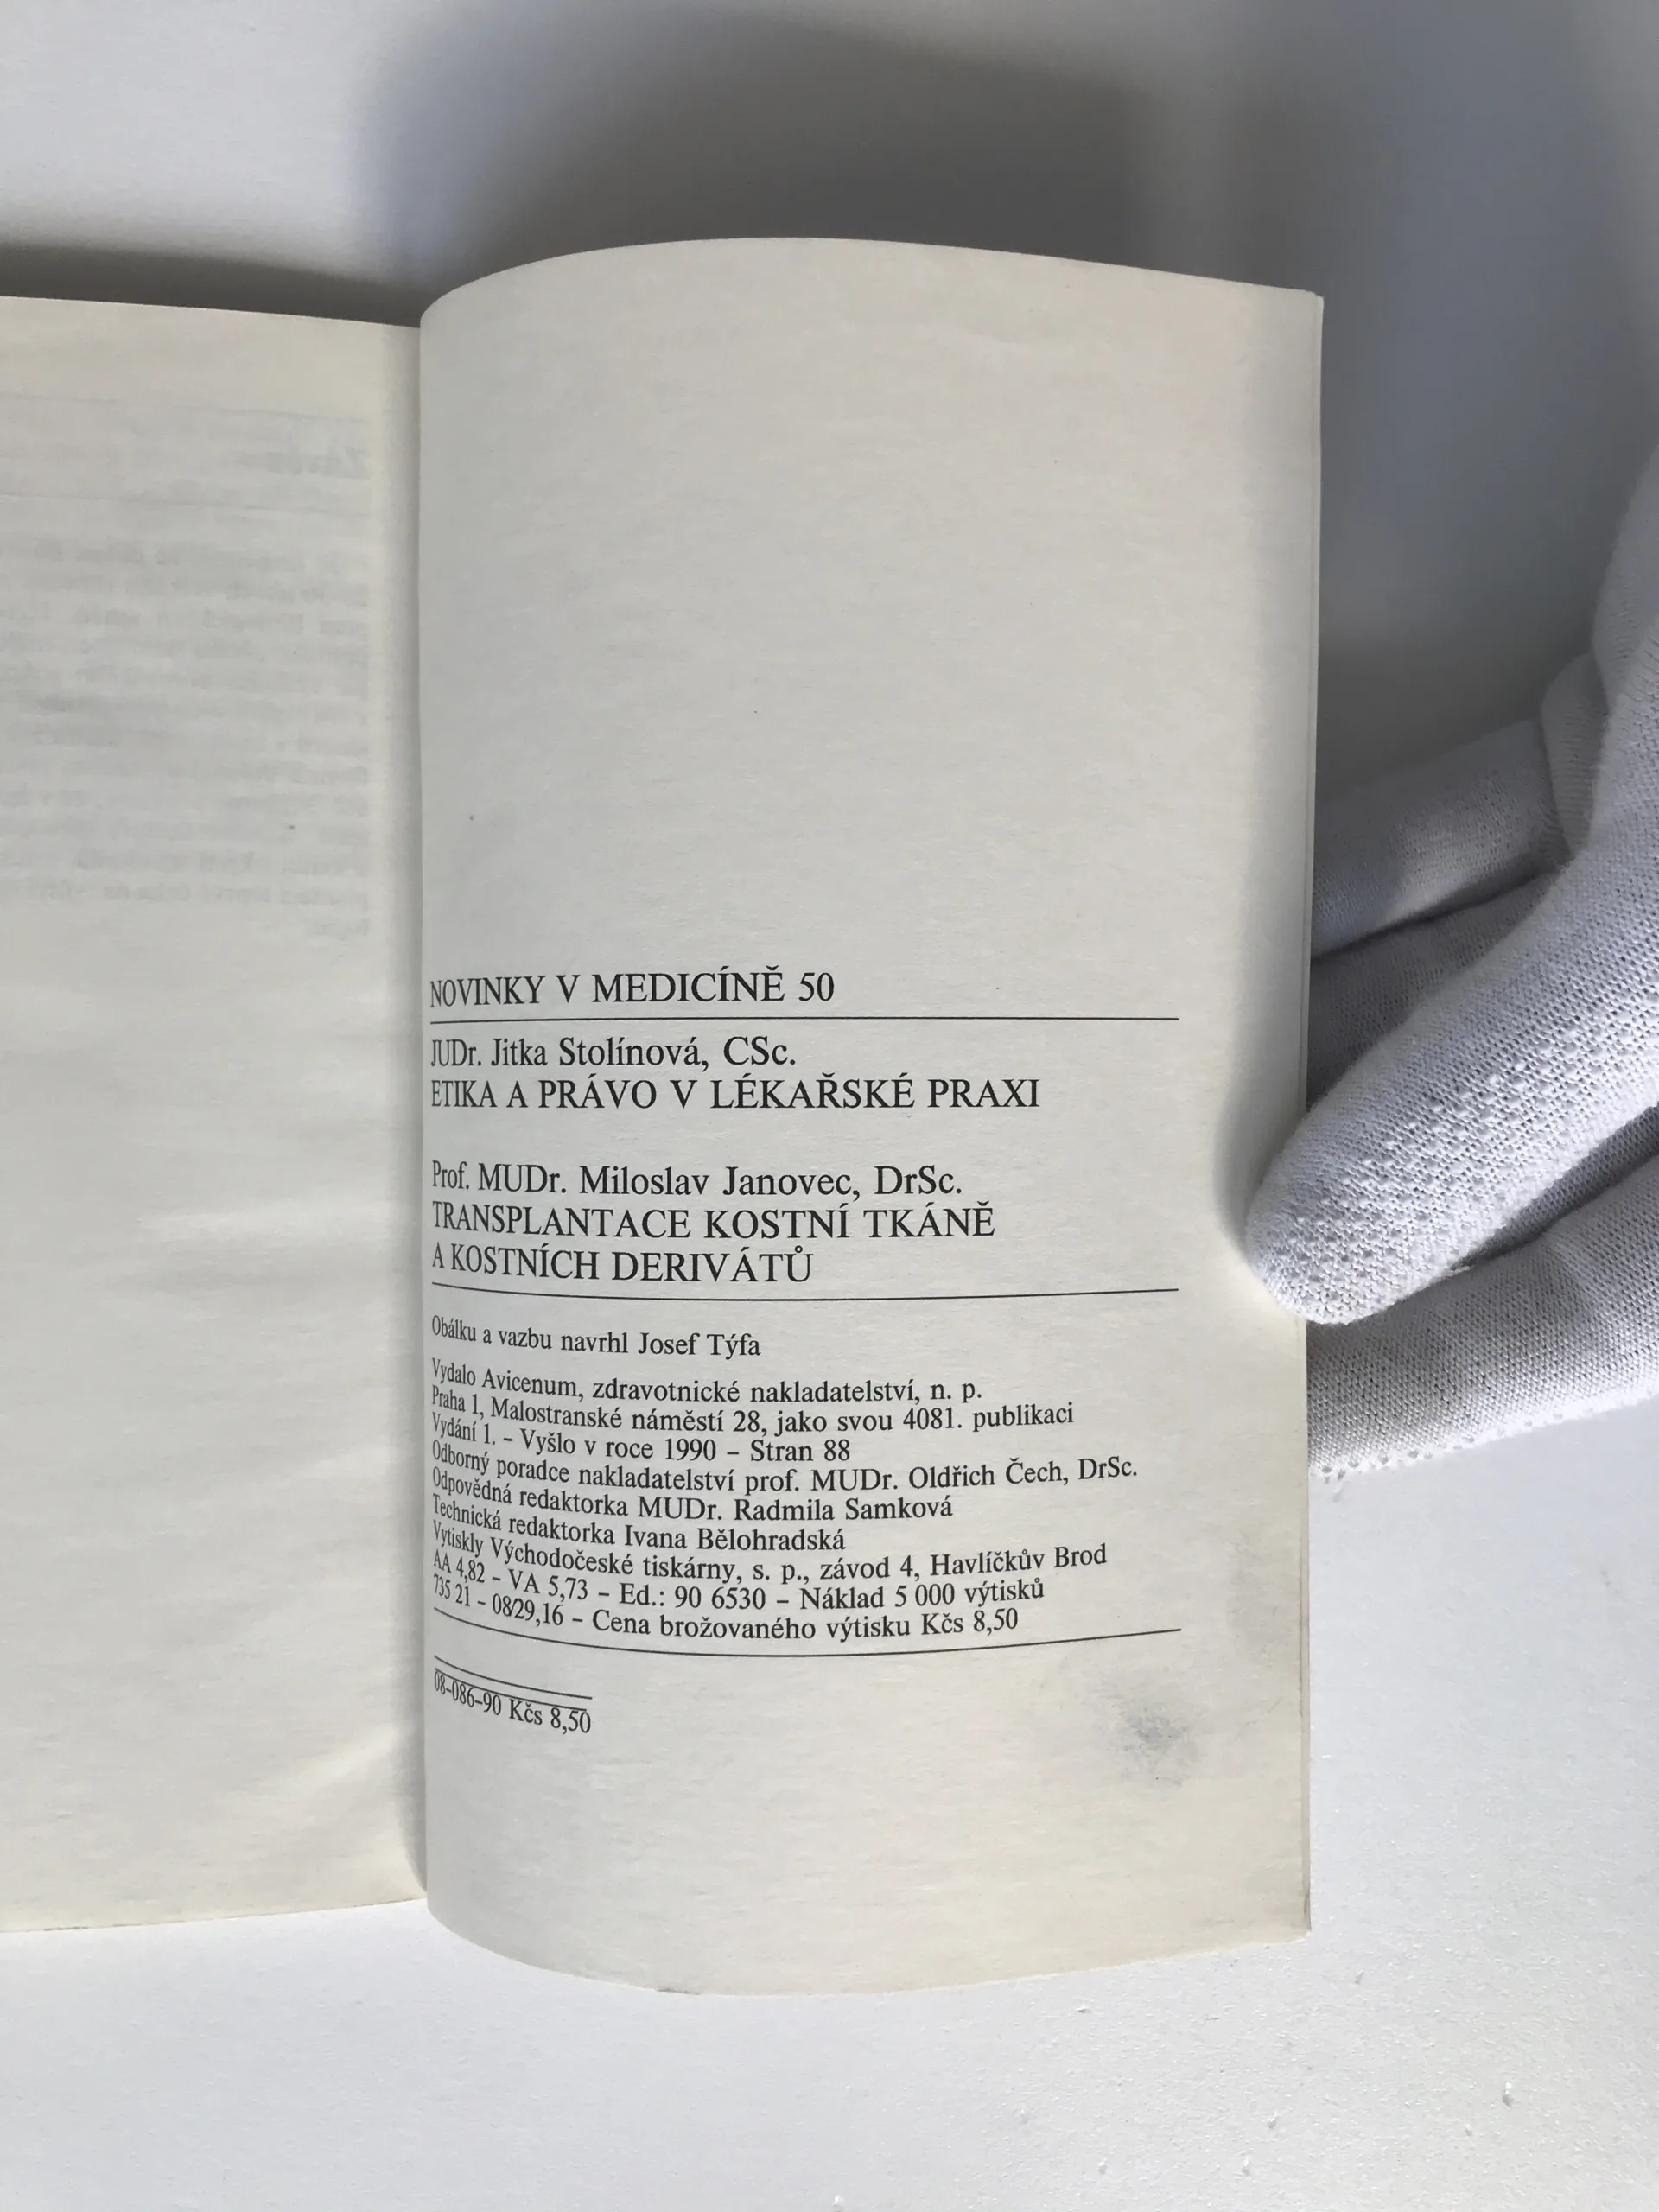 NOVINKY V MEDICÍNĚ 50
JUDr. Jitka Stolínová, CSc.
ETIKA A PRÁVO V LÉKAŘSKÉ PRAXI
Prof. MUDr. Miloslav Janovec, DrSc.
TRANSPLANTACE KOSTNÍ TKÁNĚ
A KOSTNÍCH DERIVÁTŮ
Obálku a vazbu navrhl Josef Týfa
Vydalo Avicenum, zdravotnické nakladatelství, n. p.
Praha 1, Malostranské náměstí 28, jako svou 4081. publikaci
Vydání 1. – Vyšlo v roce 1990 – Stran 88
Odborný poradce nakladatelství prof. MUDr. Oldřich Čech, DrSc.
Odpovědná redaktorka MUDr. Radmila Samková
Technická redaktorka Ivana Bělohradská
Vytiskly Východočeské tiskárny, s. p., závod 4, Havlíčkův Brod
AA 4,82 – VA 5,73 – Ed.: 90 6530 – Náklad 5 000 výtisků
735 21 – 08/29,16 – Cena brožovaného výtisku Kčs 8,50
08-086-90 Kčs 8,50